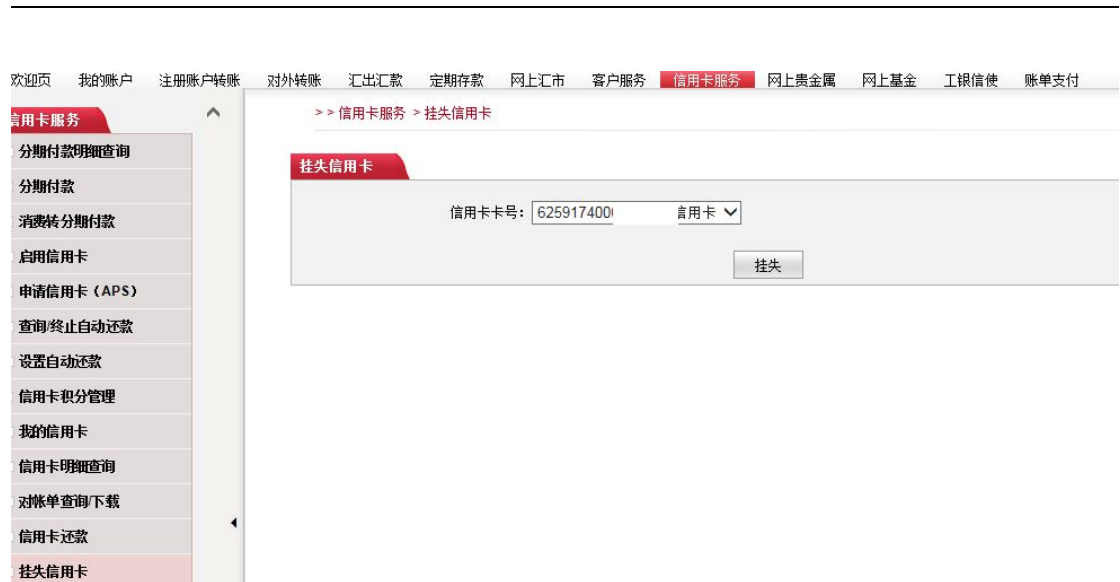 欢迎页 我的账户 注册账户转账 对外转账 汇出汇款 定期存款 网上汇市 客户服务 信用卡服务 网上贵金属 网上基金 工银信使 账单支付
信用卡服务
>> 信用卡服务 > 挂失信用卡
分期付款明细查询
分期付款
消费转分期付款
启用信用卡
申请信用卡（APS）
查询/终止自动还款
设置自动还款
信用卡积分管理
我的信用卡
信用卡明细查询
对帐单查询/下载
信用卡还款
挂失信用卡
挂失信用卡
信用卡卡号： 62591740 信用卡
挂失